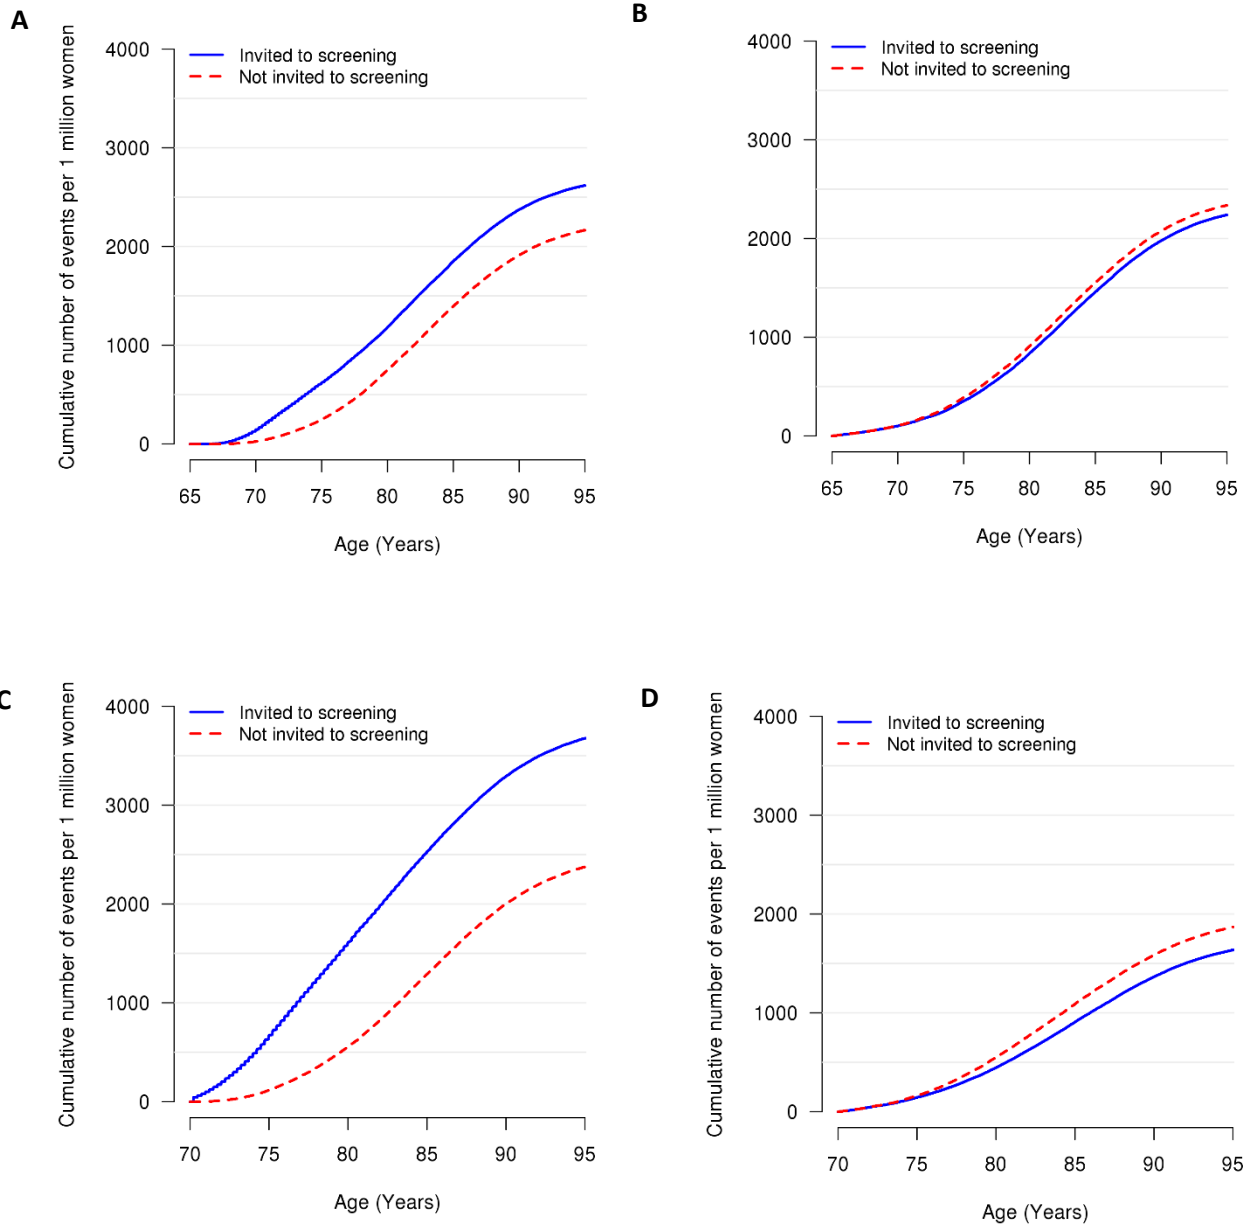 A
Cumulative number of events per 1 million women
4000
3000
2000
1000
0
Invited to screening
Not invited to screening
65 70 75 80 85 90 95
Age (Years)
B
4000
3000
2000
1000
0
Invited to screening
Not invited to screening
65 70 75 80 85 90 95
Age (Years)
C
Cumulative number of events per 1 million women
4000
3000
2000
1000
0
Invited to screening
Not invited to screening
70 75 80 85 90 95
Age (Years)
D
Cumulative number of events per 1 million women
4000
3000
2000
1000
0
Invited to screening
Not invited to screening
70 75 80 85 90 95
Age (Years)